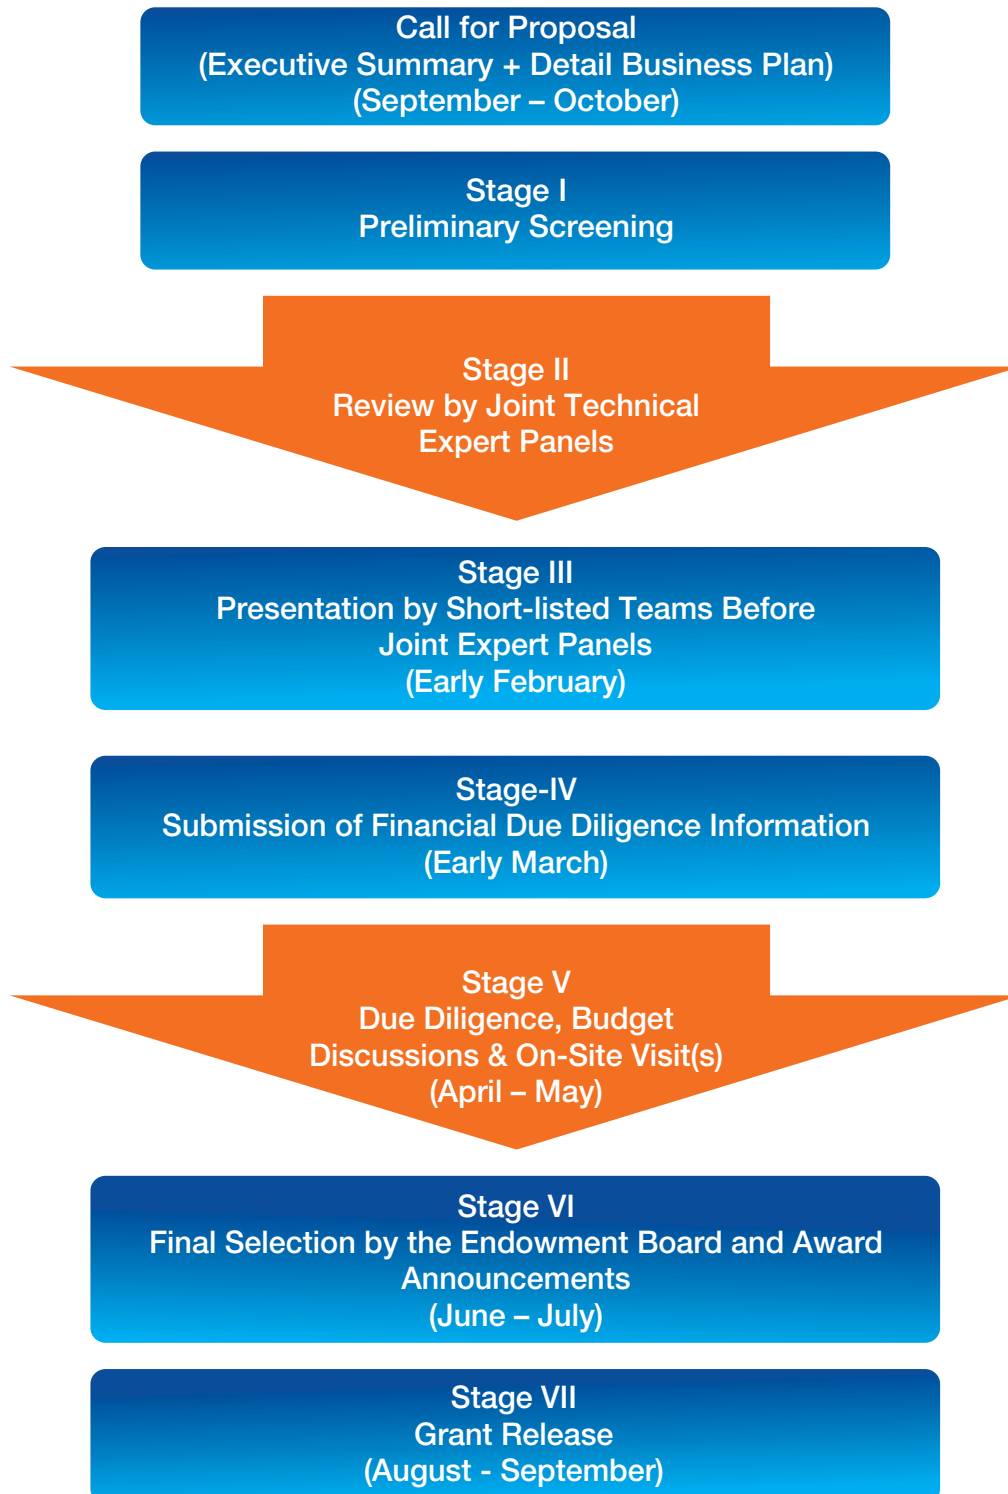 Call for Proposal
(Executive Summary + Detail Business Plan)
(September – October)
Stage I
Preliminary Screening
Stage II
Review by Joint Technical
Expert Panels
Stage III
Presentation by Short-listed Teams Before
Joint Expert Panels
(Early February)
Stage-IV
Submission of Financial Due Diligence Information
(Early March)
Stage V
Due Diligence, Budget
Discussions & On-Site Visit(s)
(April – May)
Stage VI
Final Selection by the Endowment Board and Award
Announcements
(June – July)
Stage VII
Grant Release
(August - September)